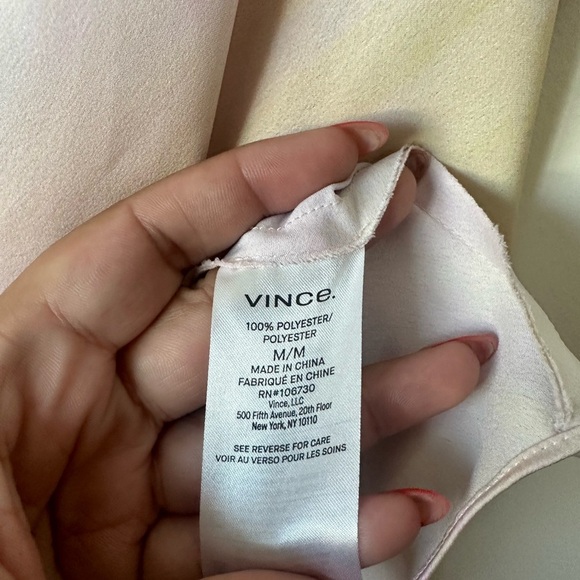 VINCE.
100% POLYESTER/
POLYESTER
M/M
MADE IN CHINA
FABRIQUÉ EN CHINE
RN#106730
Vince, LLC
500 Fifth Avenue, 20th Floor
New York, NY 10110
SEE REVERSE FOR CARE
VOIR AU VERSO POUR LES SOINS